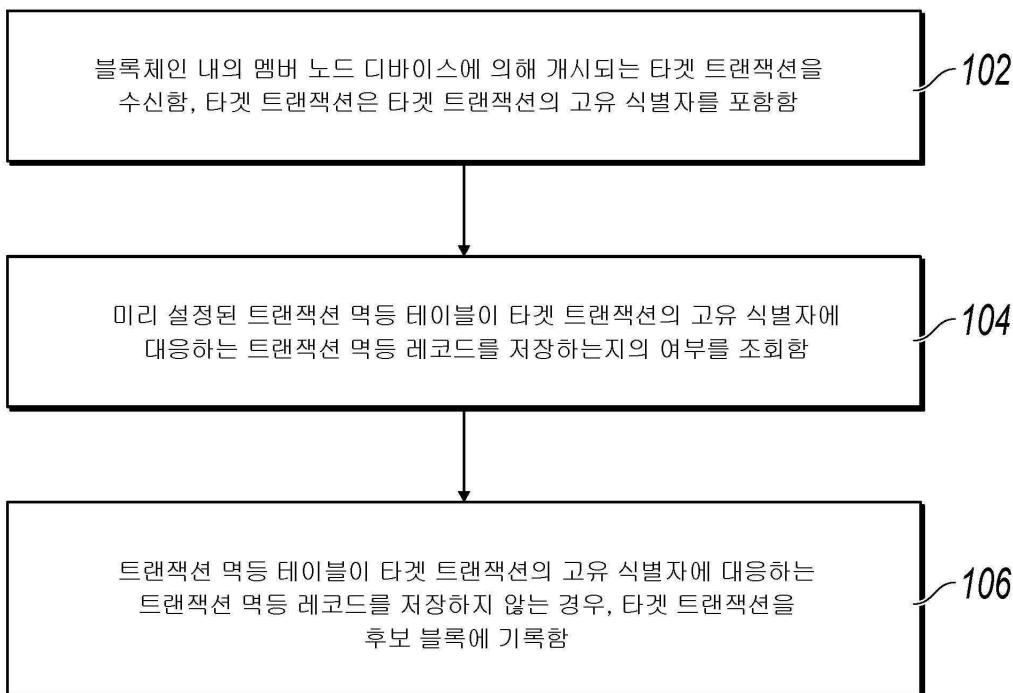 블록체인 내의 멤버 노드 디바이스에 의해 개시되는 타겟 트랜잭션을
수신함, 타겟 트랜잭션은 타겟 트랜잭션의 고유 식별자를 포함함
102
미리 설정된 트랜잭션 멱등 테이블이 타겟 트랜잭션의 고유 식별자에
대응하는 트랜잭션 멱등 레코드를 저장하는지의 여부를 조회함
104
트랜잭션 멱등 테이블이 타겟 트랜잭션의 고유 식별자에 대응하는
트랜잭션 멱등 레코드를 저장하지 않는 경우, 타겟 트랜잭션을
후보 블록에 기록함
106